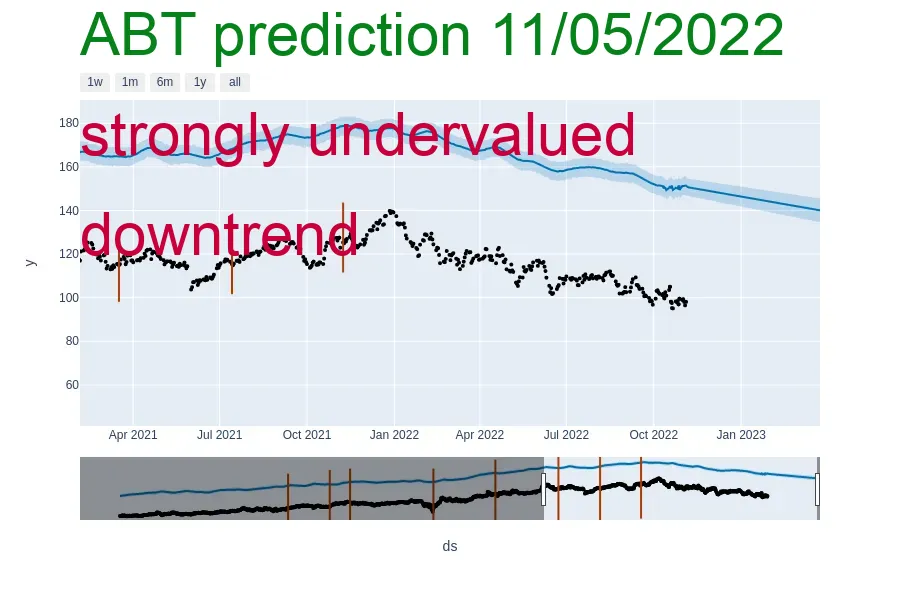 ABT prediction 11/05/2022
1w 1m 6m 1y all
strongly undervalued
downtrend
180
160
140
120
100
80
60
y
Apr 2021 Jul 2021 Oct 2021 Jan 2022 Apr 2022 Jul 2022 Oct 2022 Jan 2023
ds